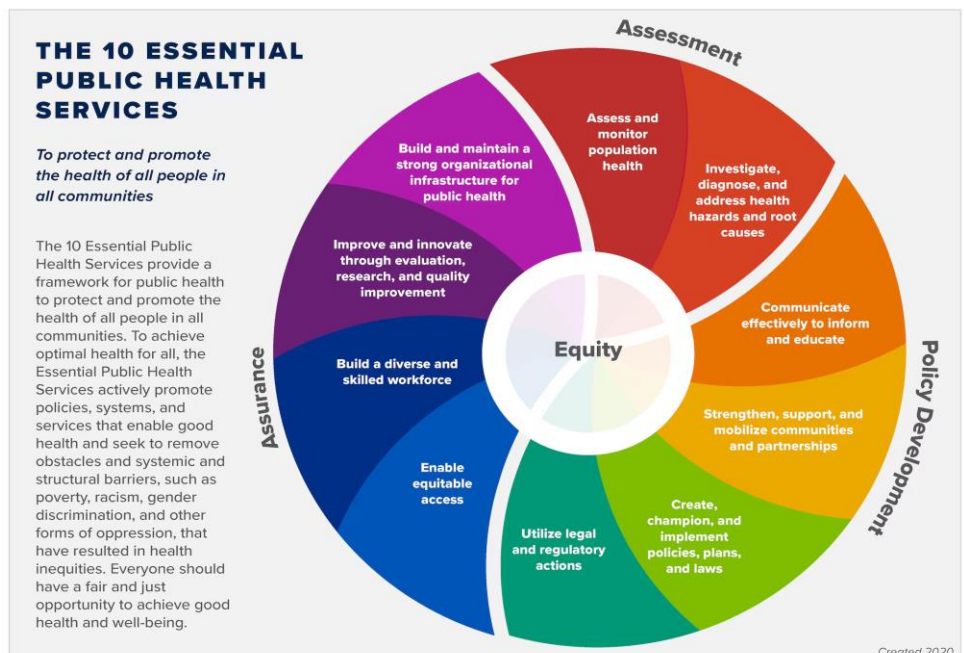 THE 10 ESSENTIAL
PUBLIC HEALTH
SERVICES
To protect and promote
the health of all people in
all communities
The 10 Essential Public
Health Services provide a
framework for public health
to protect and promote the
health of all people in all
communities. To achieve
optimal health for all, the
Essential Public Health
Services actively promote
policies, systems, and
services that enable good
health and seek to remove
obstacles and systemic and
structural barriers, such as
poverty, racism, gender
discrimination, and other
forms of oppression, that
have resulted in health
inequities. Everyone should
have a fair and just
opportunity to achieve good
health and well-being.
Assessment
Assess and
monitor
population
health
Investigate,
diagnose, and
address health
hazards and root
causes
Policy Development
Communicate
effectively to inform
and educate
Strengthen, support, and
mobilize communities
and partnerships
Create,
champion, and
implement
policies, plans,
and laws
Utilize legal
and regulatory
actions
Assurance
Enable
equitable
access
Build a diverse and
skilled workforce
Improve and innovate
through evaluation,
research, and quality
improvement
Build and maintain a
strong organizational
infrastructure for
public health
Equity
Created 2020